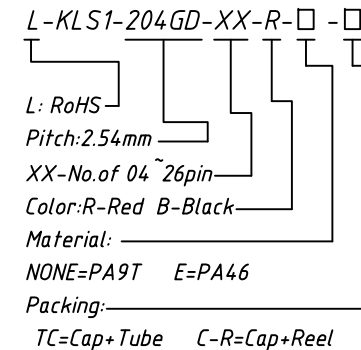 L-KLS1-204GD-XX-R-□ -□
L: RoHS
Pitch:2.54mm
XX-No.of 04~26pin
Color:R-Red B-Black
Material:
NONE=PA9T E=PA46
Packing:
TC=Cap+Tube C-R=Cap+Reel